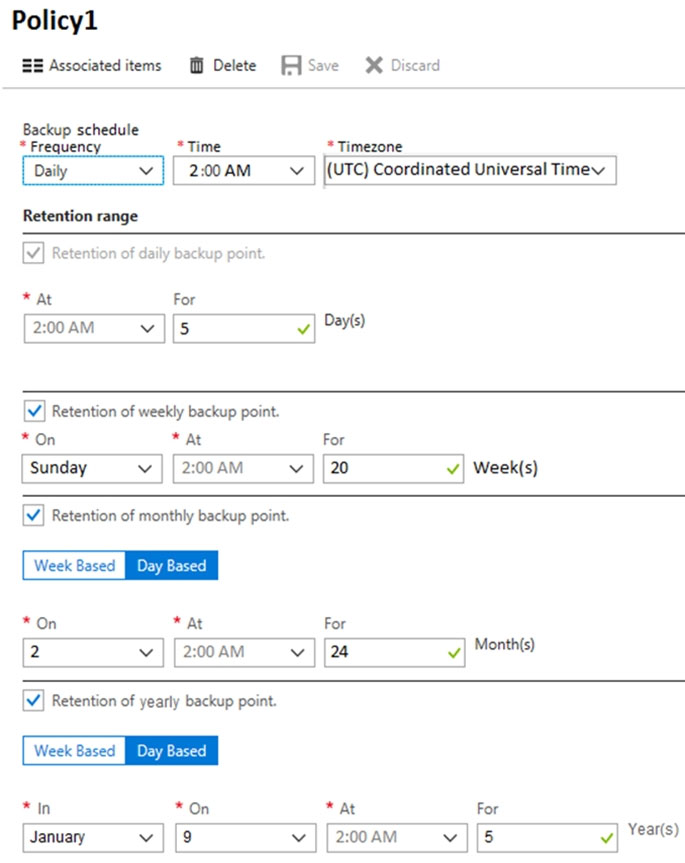 Policy1
Associated items Delete Save Discard
Backup schedule
* Frequency * Time * Timezone
Daily 2:00 AM (UTC) Coordinated Universal Time
Retention range
Retention of daily backup point.
* At For
2:00 AM 5 Day(s)
Retention of weekly backup point.
* On * At For
Sunday 2:00 AM 20 Week(s)
Retention of monthly backup point.
Week Based Day Based
* On * At For
2 2:00 AM 24 Month(s)
Retention of yearly backup point.
Week Based Day Based
* In * On * At For
January 9 2:00 AM 5 Year(s)